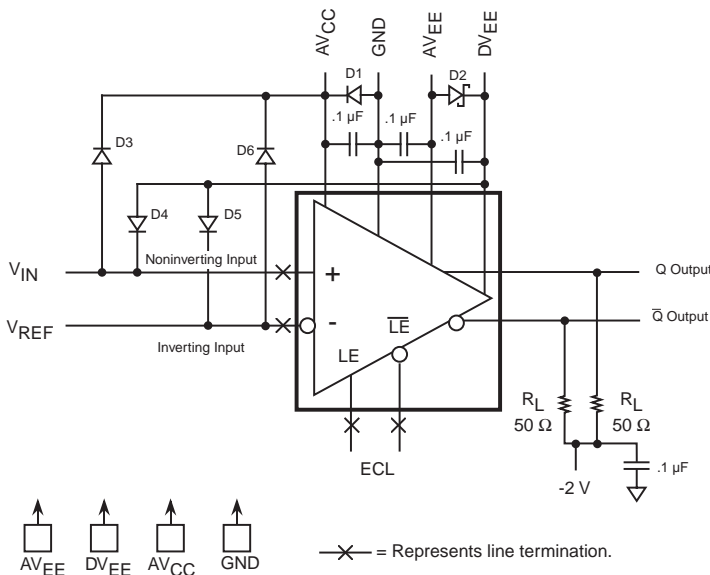 AVCC
GND
AVEE
DVEE
D1
D2
.1 µF
.1 µF
.1 µF
D3
D6
D4
D5
VIN
Noninverting Input
+
Q Output
VREF
-
LE
Q Output
Inverting Input
LE
RL
50 Ω
RL
50 Ω
ECL
-2 V
.1 µF
AVEE
DVEE
AVCC
GND
= Represents line termination.